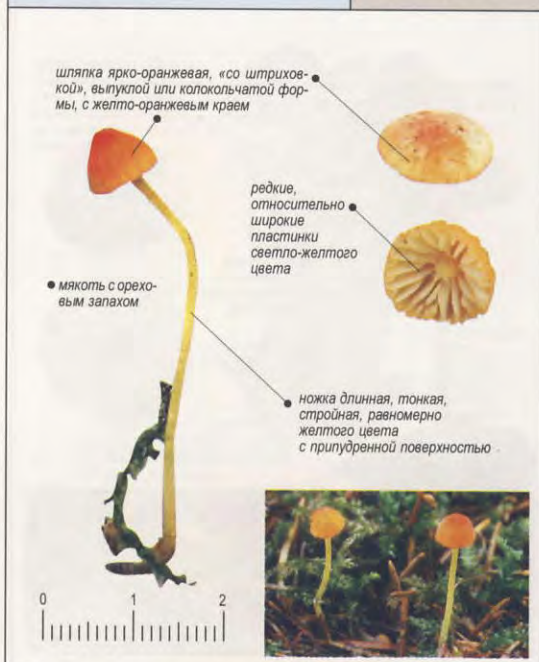 шляпка ярко-оранжевая, «со штрихов-
кой», выпуклой или колокольчатой фор-
мы, с желто-оранжевым краем
редкие,
относительно
широкие
пластинки
светло-желтого
цвета
мякоть с орехо-
вым запахом
ножка длинная, тонкая,
стройная, равномерно
желтого цвета
с припудренной поверхностью
0 1 2